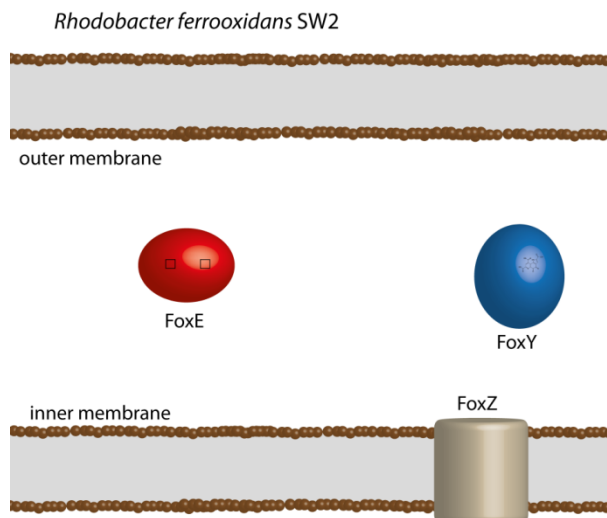 Rhodobacter ferrooxidans SW2
outer membrane
FoxE
FoxY
inner membrane
FoxZ